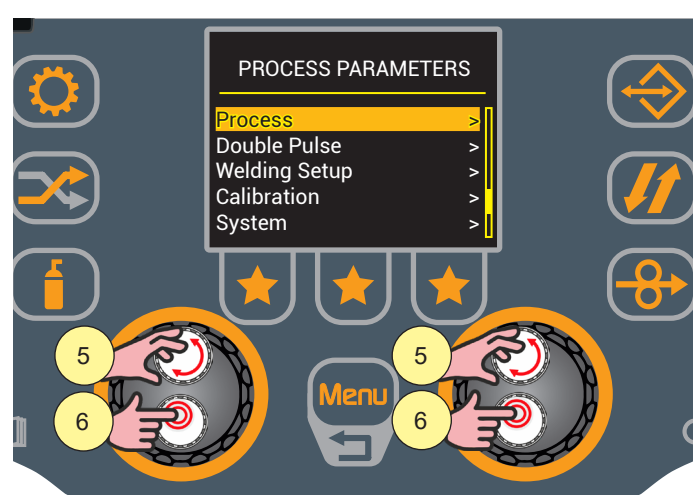 PROCESS PARAMETERS
Process >
Double Pulse >
Welding Setup >
Calibration >
System >
5
5
6
6
Menu